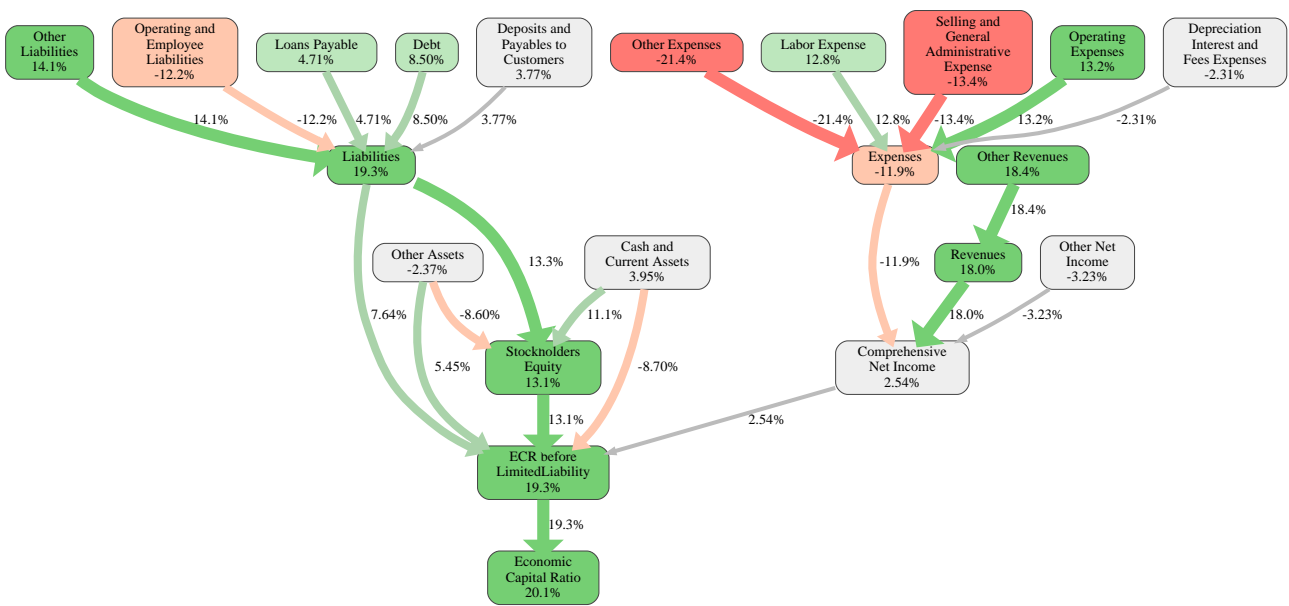 Other
Liabilities
14.1%
Operating and
Employee
Liabilities
-12.2%
Loans Payable
4.71%
Debt
8.50%
Deposits and
Payables to
Customers
3.77%
Other Expenses
-21.4%
Labor Expense
12.8%
Selling and
General
Administrative
Expense
-13.4%
Operating
Expenses
13.2%
Depreciation
Interest and
Fees Expenses
-2.31%
14.1%
-12.2%
4.71%
8.50%
3.77%
-21.4%
12.8%
-13.4%
13.2%
-2.31%
Liabilities
19.3%
Expenses
-11.9%
Other Revenues
18.4%
18.4%
Other Assets
-2.37%
13.3%
Cash and
Current Assets
3.95%
-11.9%
Revenues
18.0%
Other Net
Income
-3.23%
7.64%
-8.60%
11.1%
18.0%
-3.23%
5.45%
Stockholders
Equity
13.1%
-8.70%
Comprehensive
Net Income
2.54%
13.1%
2.54%
ECR before
LimitedLiability
19.3%
19.3%
Economic
Capital Ratio
20.1%